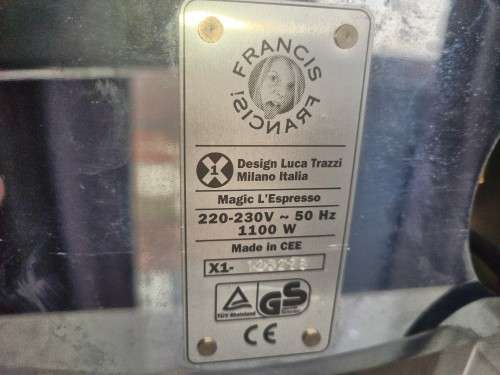 FRANCIS
FRANCIS!
X1
Design Luca Trazzi
Milano Italia
Magic L'Espresso
220-230V ~ 50 Hz
1100 W
Made in CEE
X1-
TÜV Rheinland
GS
CE